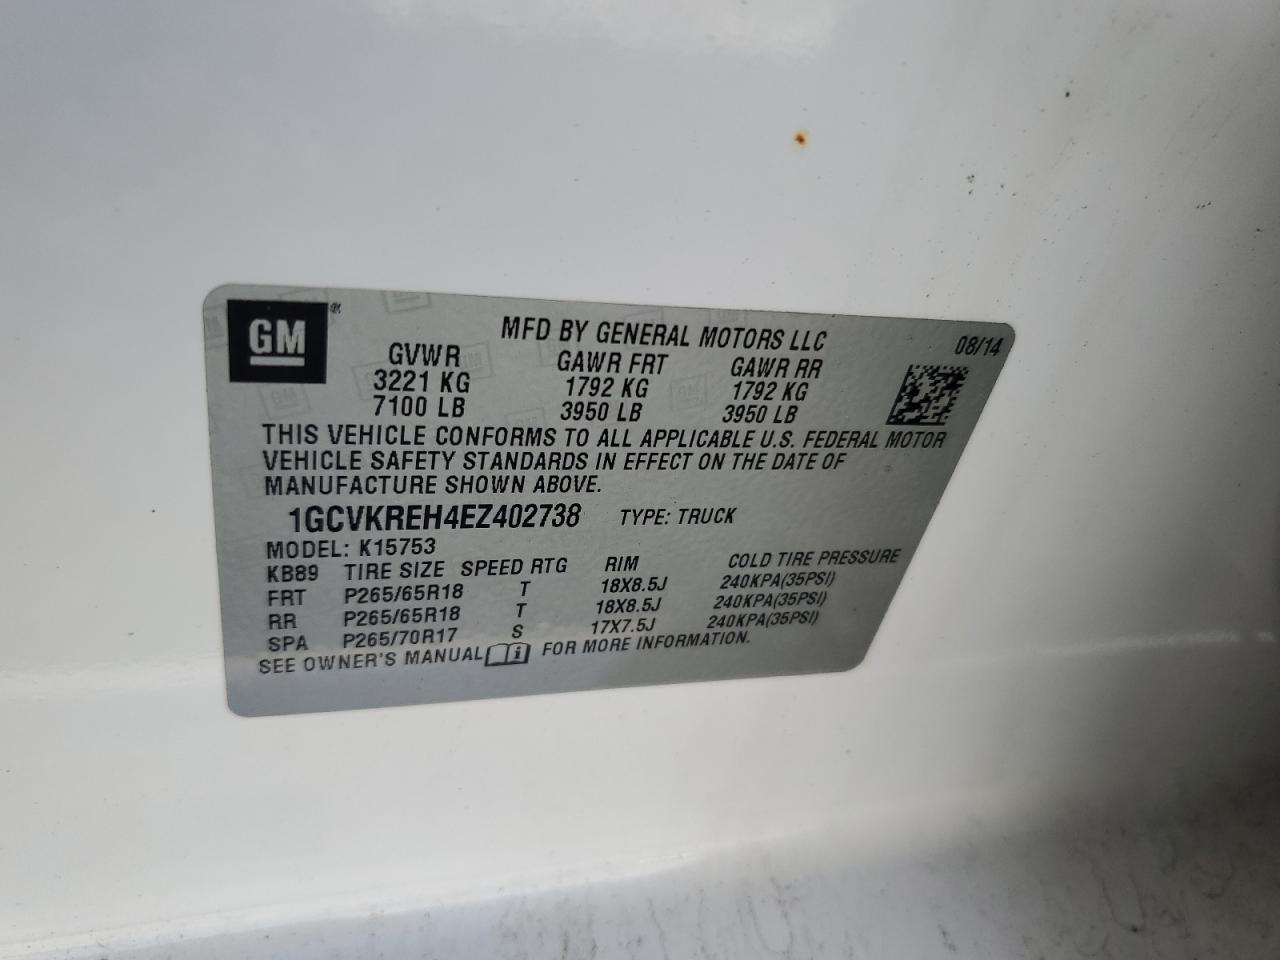 GM®
MFD BY GENERAL MOTORS LLC 08/14
GVWR GAWR FRT GAWR RR
3221 KG 1792 KG 1792 KG
7100 LB 3950 LB 3950 LB
THIS VEHICLE CONFORMS TO ALL APPLICABLE U.S. FEDERAL MOTOR
VEHICLE SAFETY STANDARDS IN EFFECT ON THE DATE OF
MANUFACTURE SHOWN ABOVE.
1GCVKREH4EZ402738 TYPE: TRUCK
MODEL: K15753
KB89 TIRE SIZE SPEED RTG RIM COLD TIRE PRESSURE
FRT P265/65R18 T 18X8.5J 240KPA(35PSI)
RR P265/65R18 T 18X8.5J 240KPA(35PSI)
SPA P265/70R17 S 17X7.5J 240KPA(35PSI)
SEE OWNER'S MANUAL i FOR MORE INFORMATION.